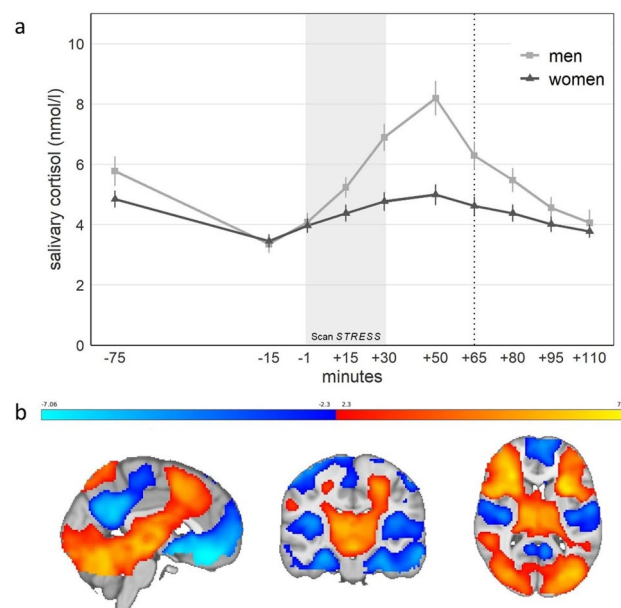 a
10
8
6
4
2
0
salivary cortisol (nmol/l)
men
women
Scan STRESS
-75
-15
-1
+15
+30
+50
+65
+80
+95
+110
minutes
b
-7.06
-2.3
2.3